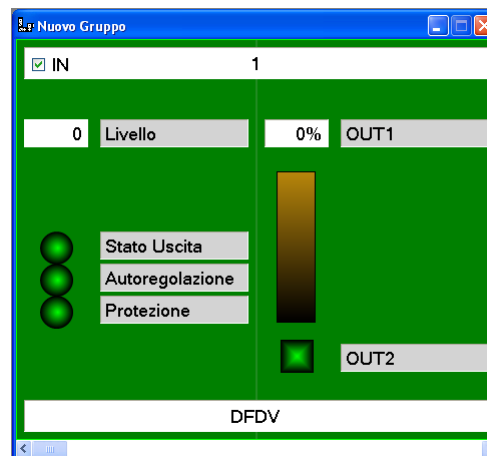 Nuovo Gruppo
IN 1
0 Livello 0% OUT1
Stato Uscita
Autoregolazione
Protezione
OUT2
DFDV